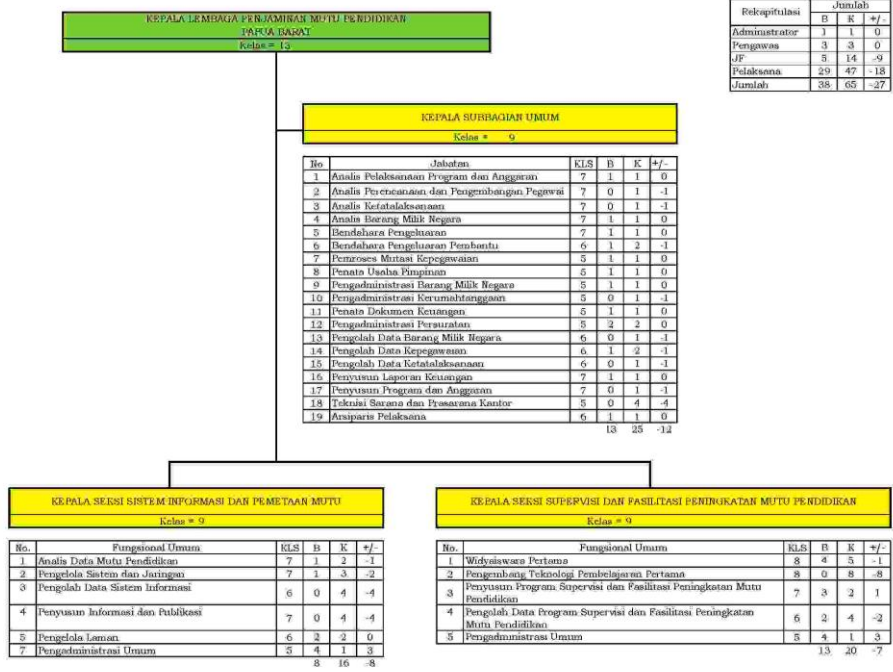 KEPALA LEMBAGA PENJAMINAN MUTU PENDIDIKAN
PAPUA BARAT
Kelas = 13
Rekapitulasi Jumlah
B K +/-
Administrator 1 1 0
Pengawas 3 3 0
JF 5 14 -9
Pelaksana 29 47 -18
Jumlah 38 65 -27
KEPALA SUBBAGIAN UMUM
Kelas = 9
No Jabatan KLS B K +/-
1 Analis Pelaksanaan Program dan Anggaran 7 1 1 0
2 Analis Perencanaan dan Pengembangan Pegawai 7 0 1 -1
3 Analis Ketatalaksanaan 7 0 1 -1
4 Analis Barang Milik Negara 7 1 1 0
5 Bendahara Pengeluaran 7 1 1 0
6 Bendahara Pengeluaran Pembantu 6 1 2 -1
7 Pemroses Mutasi Kepegawaian 5 1 1 0
8 Penata Usaha Pimpinan 5 1 1 0
9 Pengadministrasi Barang Milik Negara 5 1 1 0
10 Pengadministrasi Kerumahtanggaan 5 0 1 -1
11 Penata Dokumen Keuangan 5 1 1 0
12 Pengadministrasi Persuratan 5 2 2 0
13 Pengolah Data Barang Milik Negara 6 0 1 -1
14 Pengolah Data Kepegawaian 6 1 2 -1
15 Pengolah Data Ketatalaksanaan 6 0 1 -1
16 Penyusun Laporan Keuangan 7 1 1 0
17 Penyusun Program dan Anggaran 7 0 1 -1
18 Teknisi Sarana dan Prasarana Kantor 5 0 4 -4
19 Arsiparis Pelaksana 6 1 1 0
13 25 -12
KEPALA SEKSI SISTEM INFORMASI DAN PEMETAAN MUTU
Kelas = 9
No. Fungsional Umum KLS B K +/-
1 Analis Data Mutu Pendidikan 7 1 2 -1
2 Pengelola Sistem dan Jaringan 7 1 3 -2
3 Pengolah Data Sistem Informasi 6 0 4 -4
4 Penyusun Informasi dan Publikasi 7 0 4 -4
5 Pengelola Laman 6 2 2 0
7 Pengadministrasi Umum 5 4 1 3
8 16 -8
KEPALA SEKSI SUPERVISI DAN FASILITASI PENINGKATAN MUTU PENDIDIKAN
Kelas = 9
No. Fungsional Umum KLS B K +/-
1 Widyaiswara Pertama 8 4 5 -1
2 Pengembang Teknologi Pembelajaran Pertama 8 0 8 -8
3 Penyusun Program Supervisi dan Fasilitasi Peningkatan Mutu
Pendidikan 7 3 2 1
4 Pengolah Data Program Supervisi dan Fasilitasi Peningkatan
Mutu Pendidikan 6 2 4 -2
5 Pengadministrasi Umum 5 4 1 3
13 20 -7